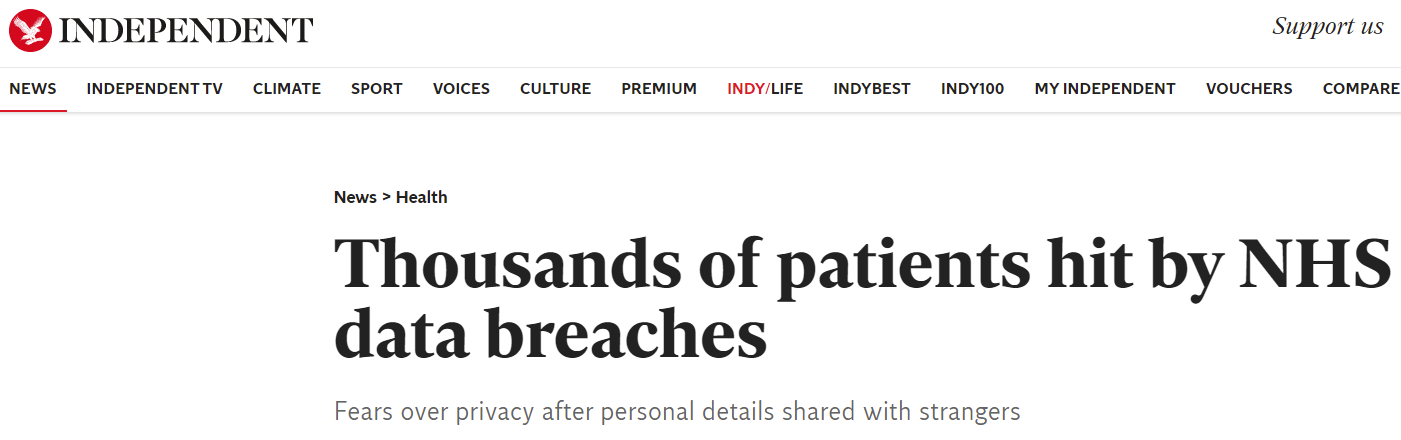 INDEPENDENT
Support us
NEWS INDEPENDENT TV CLIMATE SPORT VOICES CULTURE PREMIUM INDY/LIFE INDYBEST INDY100 MY INDEPENDENT VOUCHERS COMPARE
News > Health
Thousands of patients hit by NHS
data breaches
Fears over privacy after personal details shared with strangers